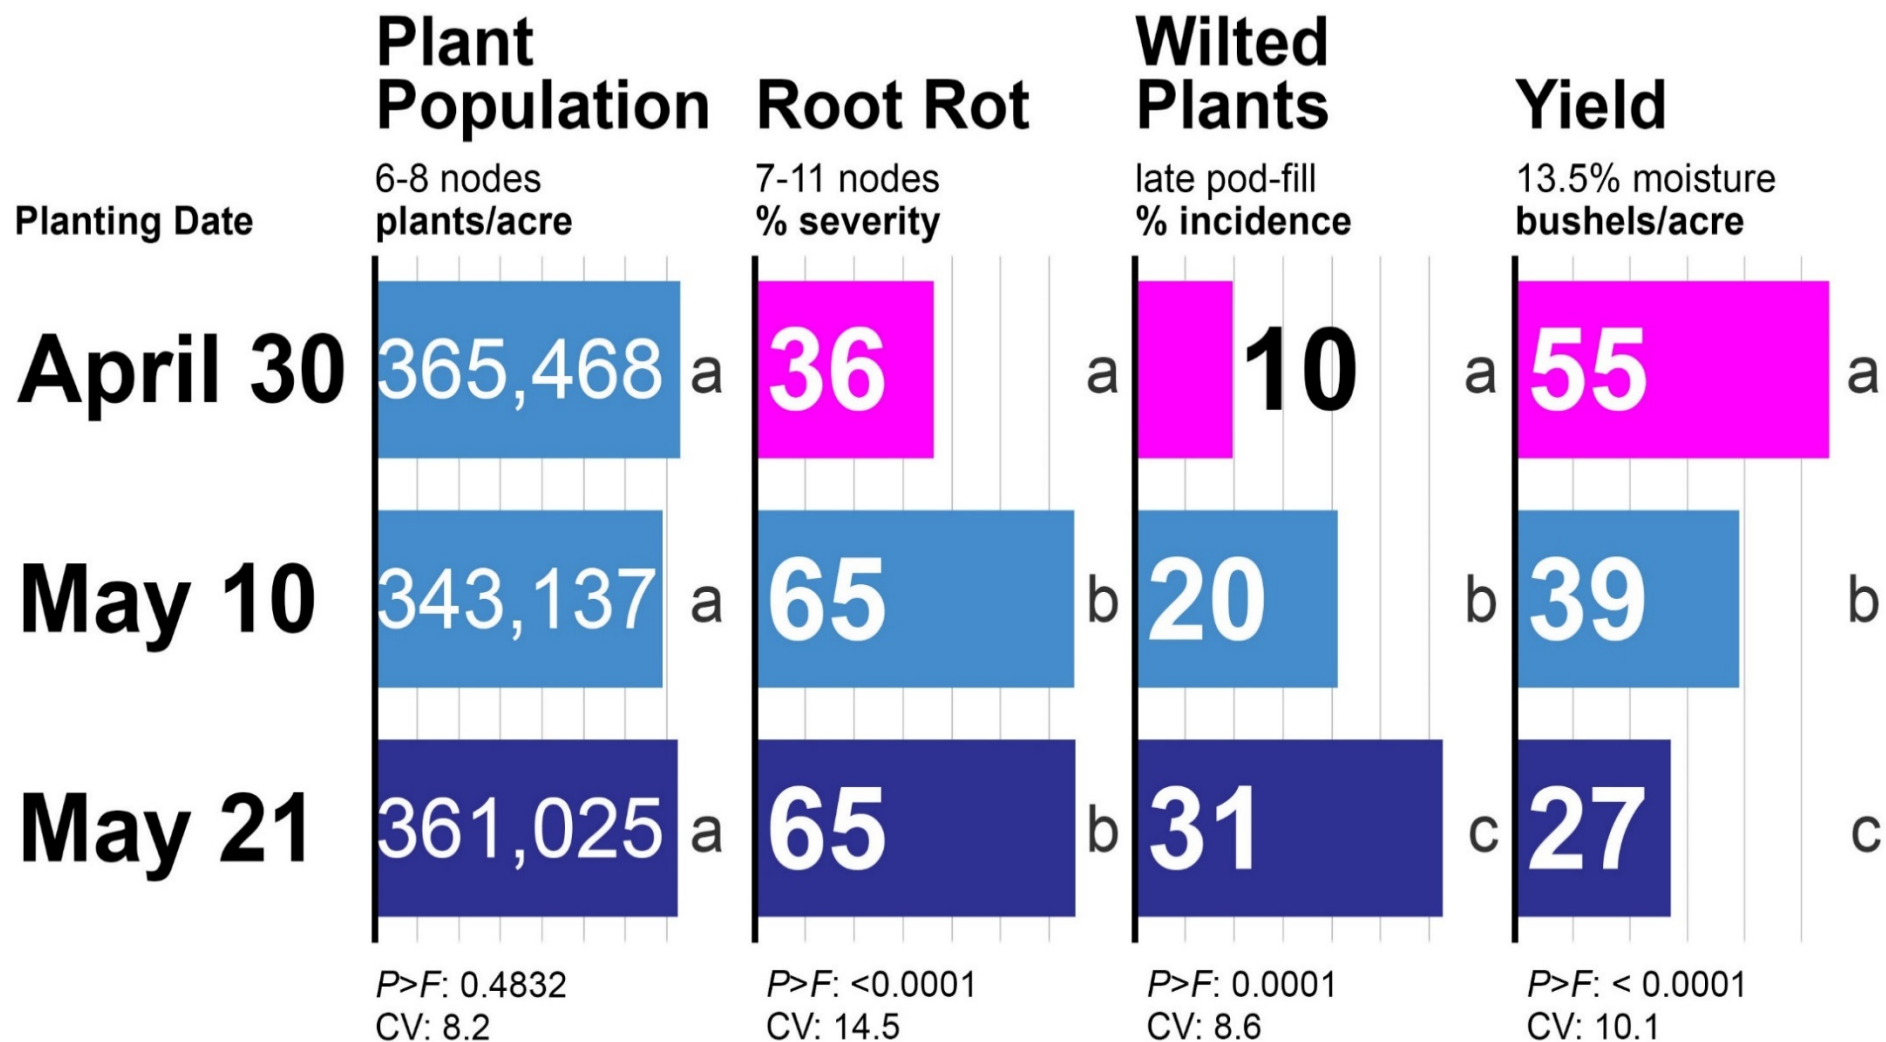 Plant
Population
Root Rot
Wilted
Plants
Yield
Planting Date
6-8 nodes
plants/acre
7-11 nodes
% severity
late pod-fill
% incidence
13.5% moisture
bushels/acre
April 30 365,468 a 36 a 10 a 55 a
May 10 343,137 a 65 b 20 b 39 b
May 21 361,025 a 65 b 31 c 27 c
P>F: 0.4832
CV: 8.2
P>F: <0.0001
CV: 14.5
P>F: 0.0001
CV: 8.6
P>F: < 0.0001
CV: 10.1